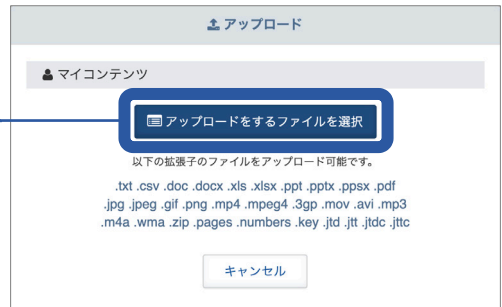 アップロード
マイコンテンツ
アップロードをするファイルを選択
以下の拡張子のファイルをアップロード可能です。
.txt .csv .doc .docx .xls .xlsx .ppt .pptx .ppsx .pdf
.jpg .jpeg .gif .png .mp4 .mpeg4 .3gp .mov .avi .mp3
.m4a .wma .zip .pages .numbers .key .jtd .jtt .jtdc .jttc
キャンセル